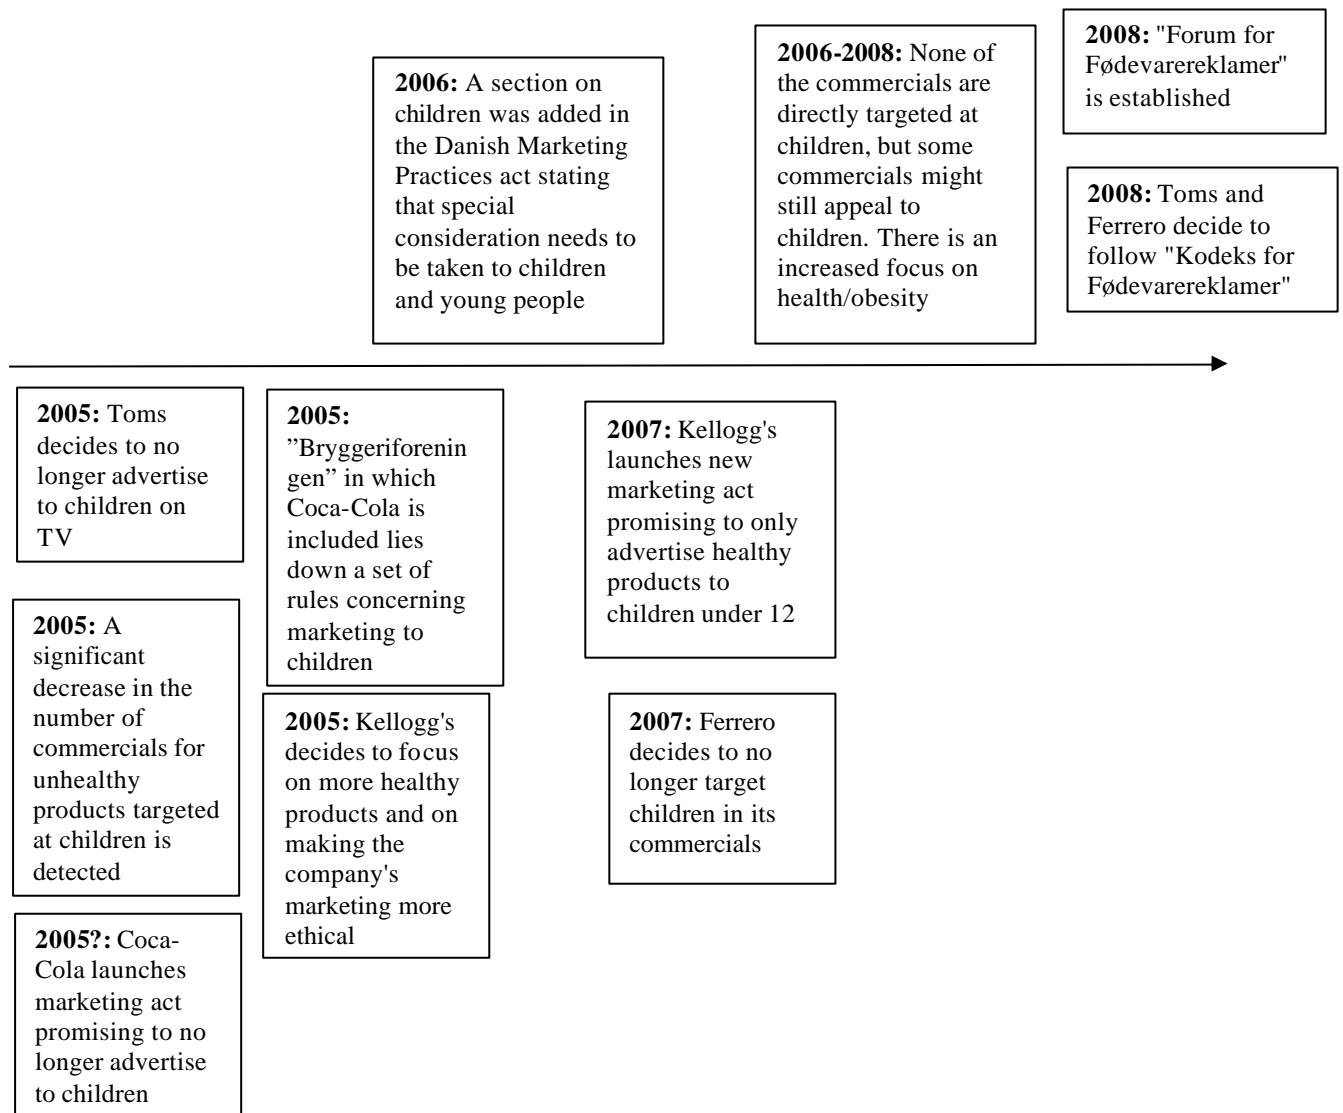 2006: A section on
children was added in
the Danish Marketing
Practices act stating
that special
consideration needs to
be taken to children
and young people
2006-2008: None of
the commercials are
directly targeted at
children, but some
commercials might
still appeal to
children. There is an
increased focus on
health/obesity
2008: "Forum for
Fødevarereklamer"
is established
2008: Toms and
Ferrero decide to
follow "Kodeks for
Fødevarereklamer"
2005: Toms
decides to no
longer advertise
to children on
TV
2005: A
significant
decrease in the
number of
commercials for
unhealthy
products targeted
at children is
detected
2005?: Coca-
Cola launches
marketing act
promising to no
longer advertise
to children
2005:
”Bryggeriforenin
gen” in which
Coca-Cola is
included lies
down a set of
rules concerning
marketing to
children
2005: Kellogg's
decides to focus
on more healthy
products and on
making the
company's
marketing more
ethical
2007: Kellogg's
launches new
marketing act
promising to only
advertise healthy
products to
children under 12
2007: Ferrero
decides to no
longer target
children in its
commercials